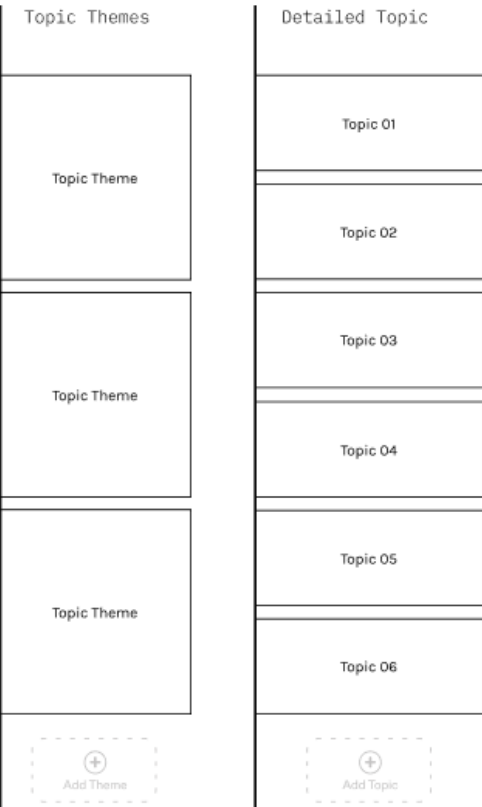 Topic Themes
Topic Theme
Topic Theme
Topic Theme
Add Theme
Detailed Topic
Topic 01
Topic 02
Topic 03
Topic 04
Topic 05
Topic 06
Add Topic